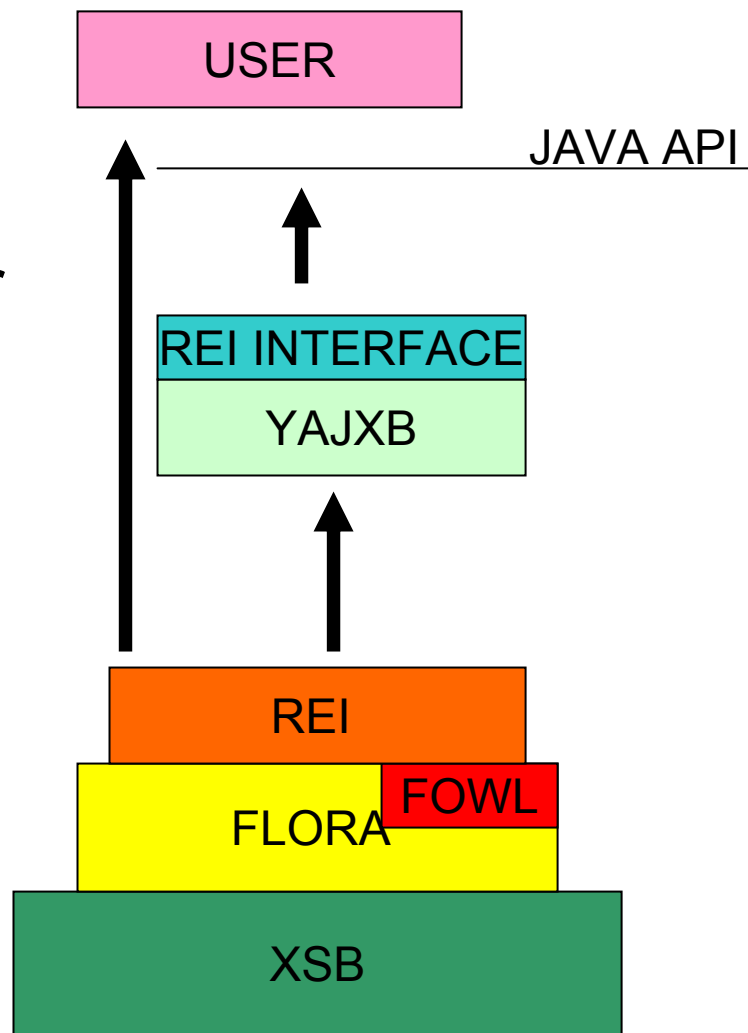 USER
JAVA API
REI INTERFACE
YAJXB
REI
FOWL
FLORA
XSB